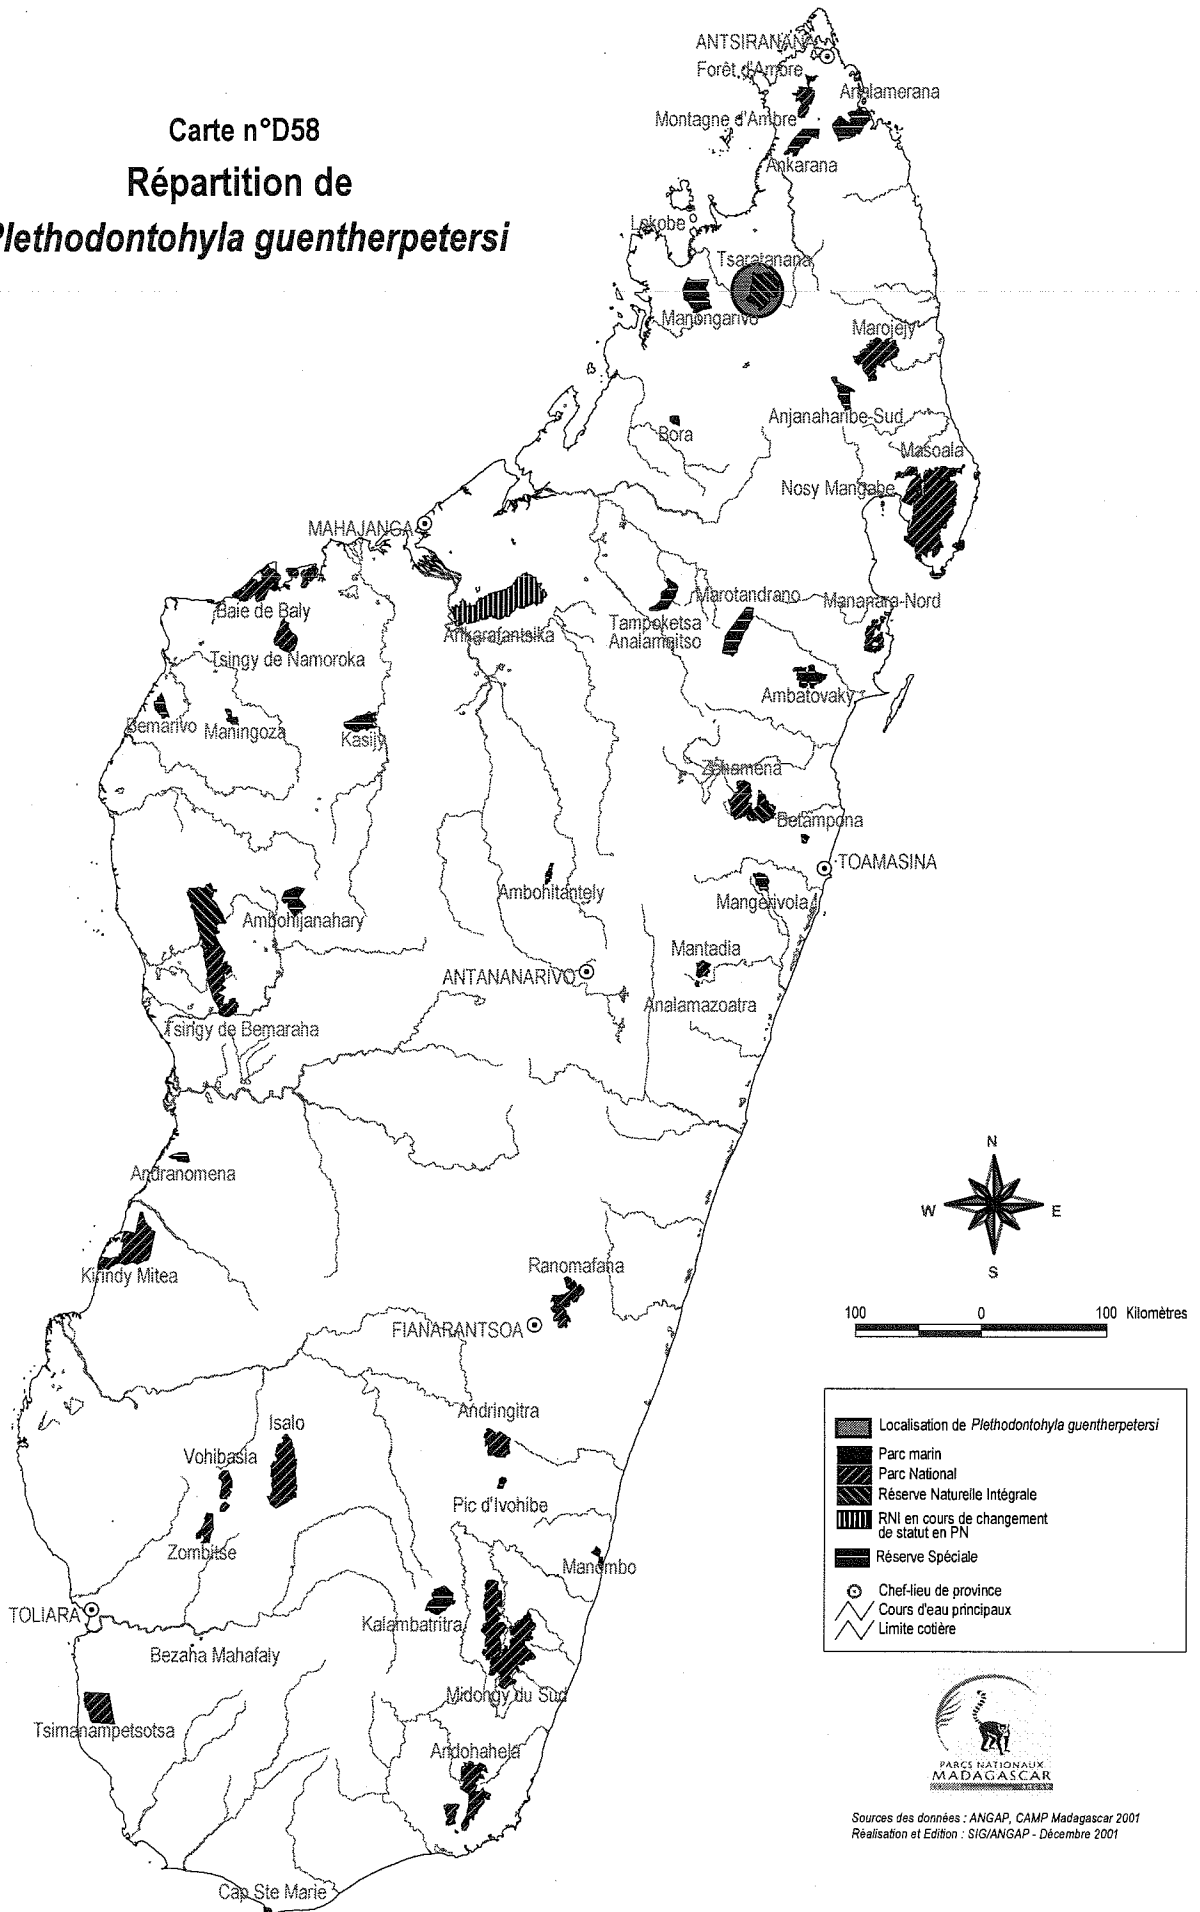 Carte n°D58
Répartition de
Plethodontohyla guentherpetersi
ANTSIRANANA
Forêt d'Ambre
Analamerana
Montagne d'Ambre
Ankarana
Lokobe
Tsaratanana
Manongarivo
Marojejy
Anjanaharibe-Sud
Bora
Masoala
Nosy Mangabe
MAHAJANGA
Baie de Baly
Ankarafantsika
Marotandrano
Mananara-Nord
Tampoketsa
Analamaitso
Tsingy de Namoroka
Ambatovaky
Bemarivo
Maningoza
Kasijy
Zahamena
Betampona
TOAMASINA
Ambohitantely
Mangerivola
Ambohijanahary
Mantadia
ANTANANARIVO
Analamazoatra
Tsingy de Bemaraha
Andranomena
N
W
E
S
Ranomafana
Kirindy Mitea
100 0 100 Kilomètres
FIANARANTSOA
Andringitra
Isalo
Vohibasia
Pic d'Ivohibe
Zombitse
Manombo
TOLIARA
Kalambatritra
Bezaha Mahafaly
Midongy du Sud
Tsimanampetsotsa
Andohahela
Cap Ste Marie
Localisation de Plethodontohyla guentherpetersi
Parc marin
Parc National
Réserve Naturelle Intégrale
RNI en cours de changement
de statut en PN
Réserve Spéciale
Chef-lieu de province
Cours d'eau principaux
Limite cotière
PARCS NATIONAUX
MADAGASCAR
Sources des données : ANGAP, CAMP Madagascar 2001
Réalisation et Edition : SIG/ANGAP - Décembre 2001